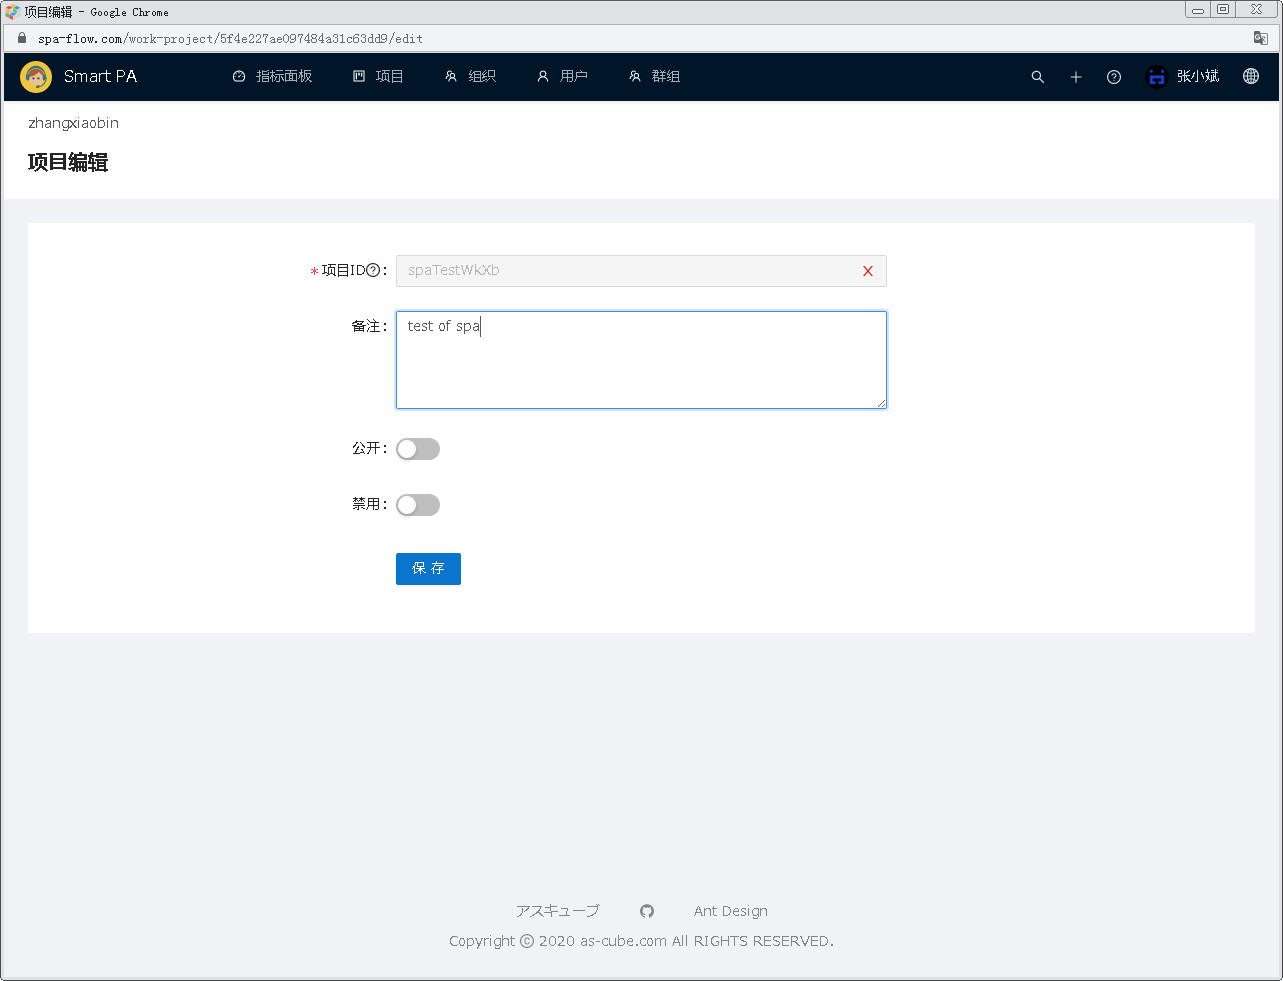 项目编辑 - Google Chrome
spa-flow.com/work-project/5f4e227ae097484a31c63dd9/edit
Smart PA 指标面板 项目 组织 用户 群组 张小斌
zhangxiaobin
项目编辑
* 项目ID : spaTestWkXb X
备注 : test of spa
公开 :
禁用 :
保 存
アスキューブ Ant Design
Copyright © 2020 as-cube.com All RIGHTS RESERVED.